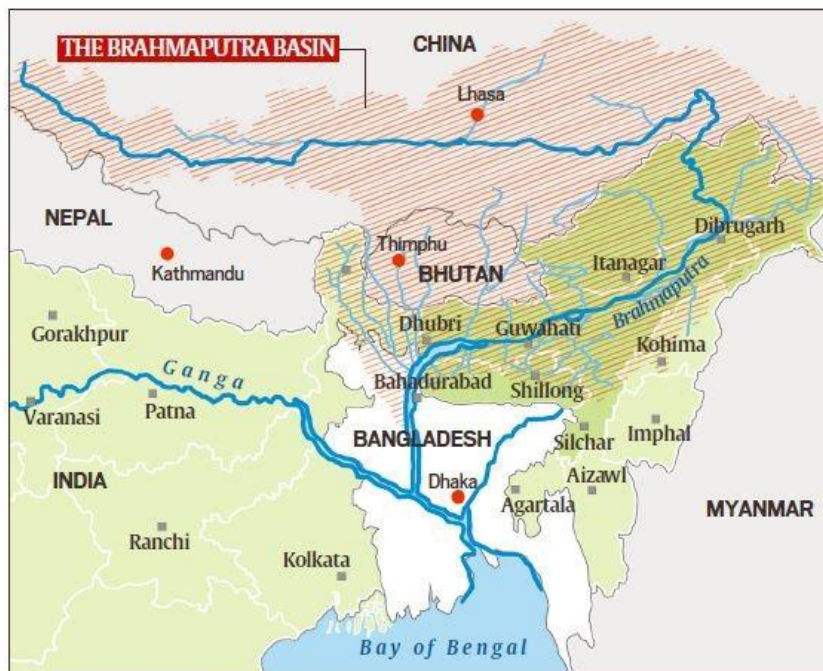 CHINA
THE BRAHMAPUTRA BASIN
Lhasa
NEPAL
Kathmandu
Thimphu
BHUTAN
Dibrugarh
Itanagar
Brahmaputra
Gorakhpur
Dhubri
Guwahati
Kohima
Ganga
Bahadurabad
Shillong
Varanasi
Patna
BANGLADESH
Silchar
Imphal
INDIA
Dhaka
Agartala
Aizawl
MYANMAR
Ranchi
Kolkata
Bay of Bengal